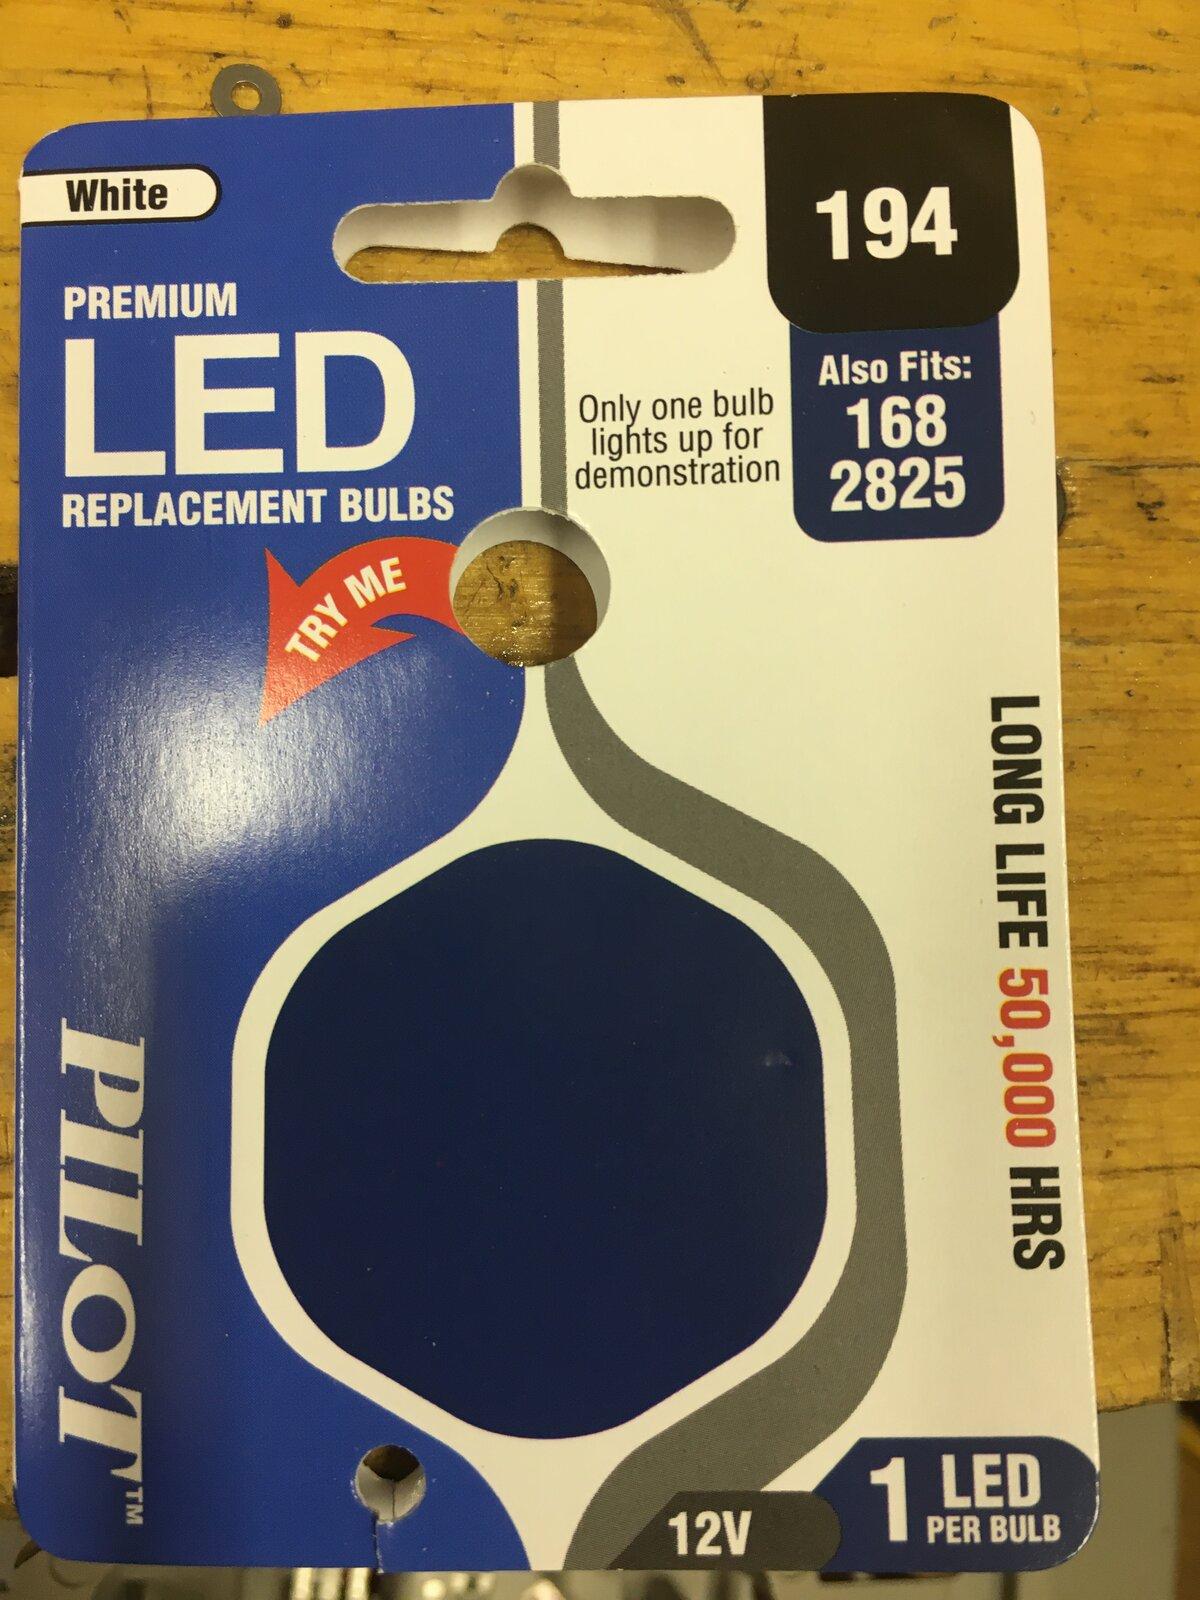 White
PREMIUM
LED
REPLACEMENT BULBS
TRY ME
Only one bulb
lights up for
demonstration
194
Also Fits:
168
2825
LONG LIFE 50,000 HRS
PILOT™
12V
1 LED
PER BULB